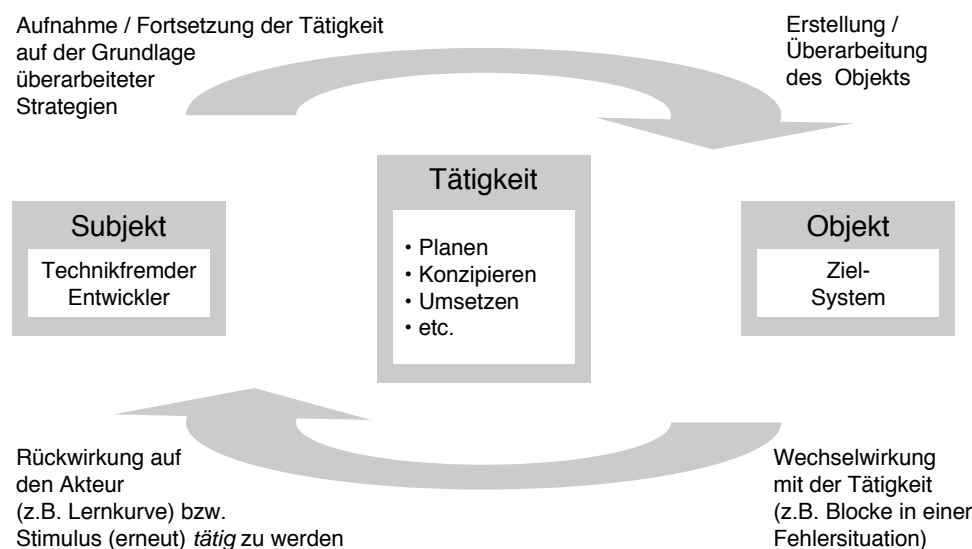 Aufnahme / Fortsetzung der Tätigkeit
auf der Grundlage
überarbeiteter
Strategien
Erstellung /
Überarbeitung
des Objekts
Subjekt
Technikfremder
Entwickler
Tätigkeit
• Planen
• Konzipieren
• Umsetzen
• etc.
Objekt
Ziel-
System
Rückwirkung auf
den Akteur
(z.B. Lernkurve) bzw.
Stimulus (erneut) tätig zu werden
Wechselwirkung
mit der Tätigkeit
(z.B. Blocke in einer
Fehlersituation)